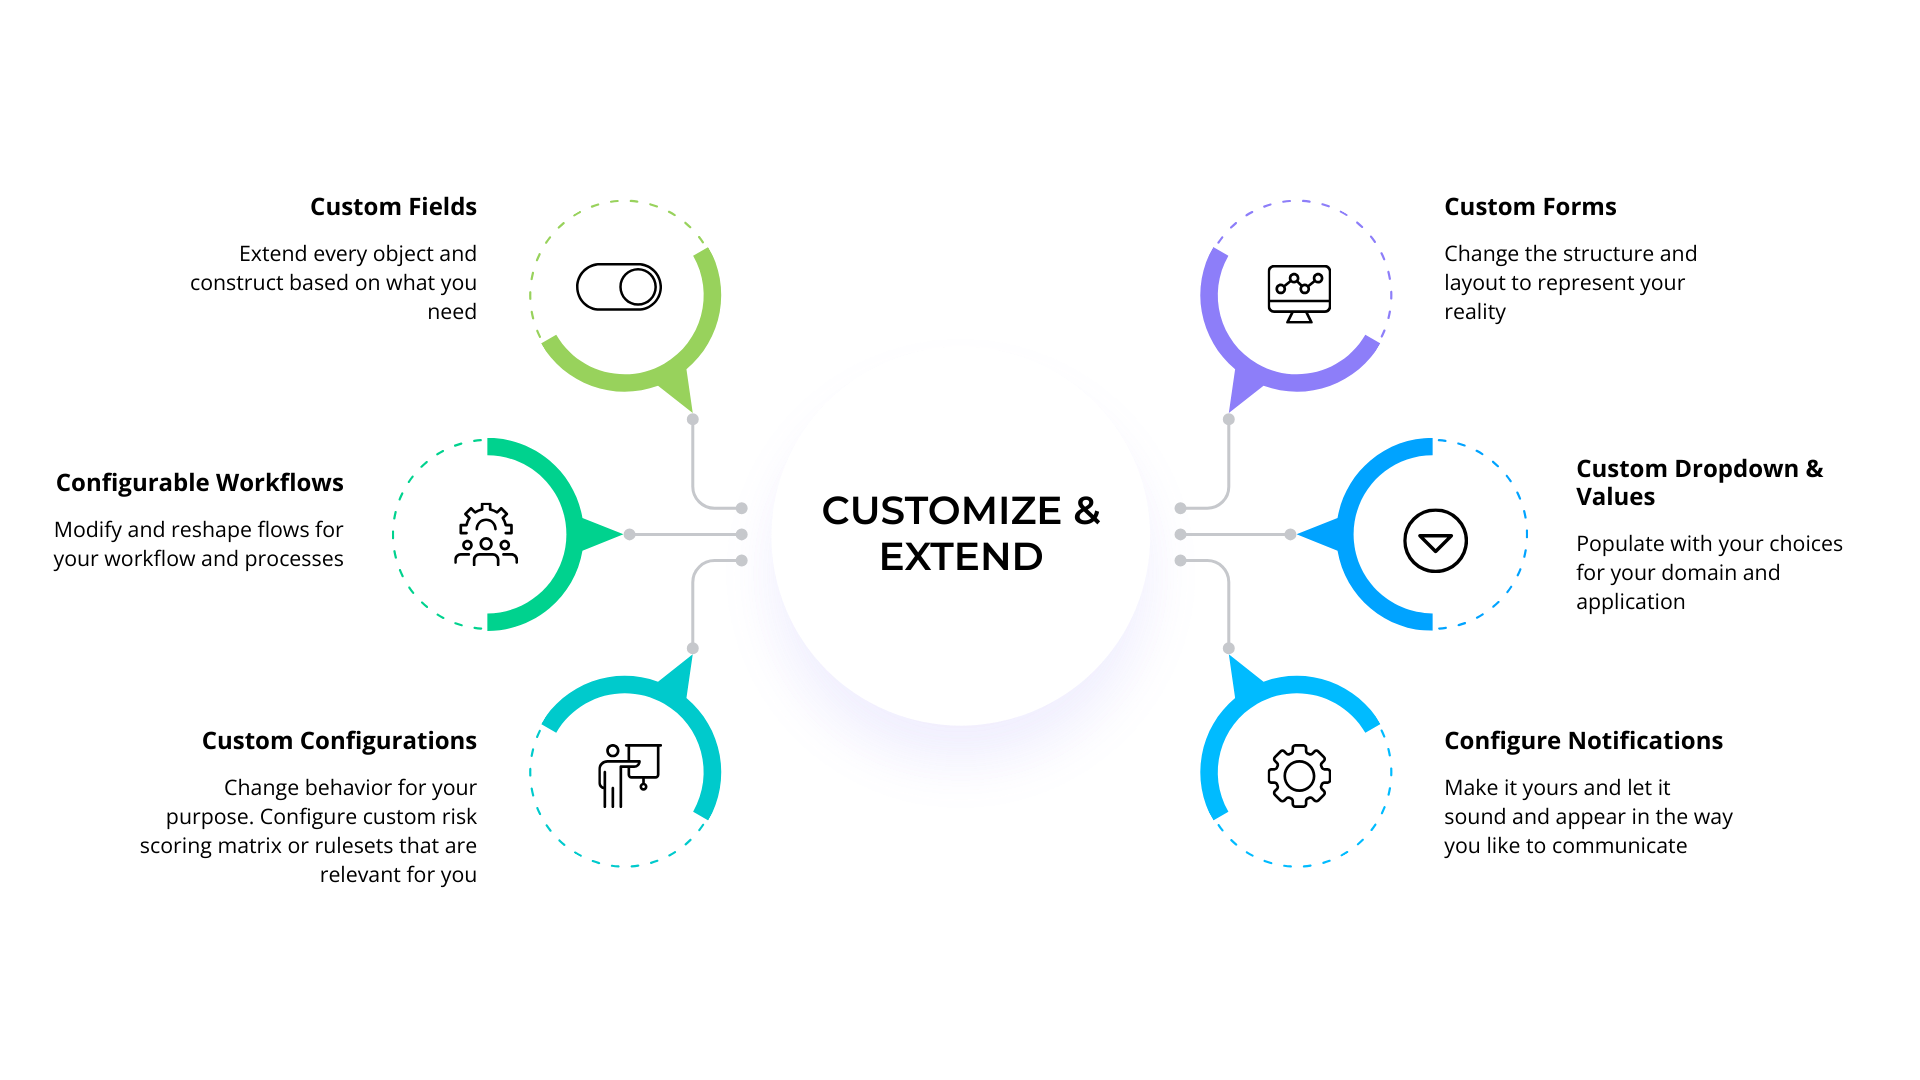 Custom Fields
Extend every object and
construct based on what you
need
Configurable Workflows
Modify and reshape flows for
your workflow and processes
Custom Configurations
Change behavior for your
purpose. Configure custom risk
scoring matrix or rulesets that are
relevant for you
CUSTOMIZE &
EXTEND
Custom Forms
Change the structure and
layout to represent your
reality
Custom Dropdown &
Values
Populate with your choices
for your domain and
application
Configure Notifications
Make it yours and let it
sound and appear in the way
you like to communicate